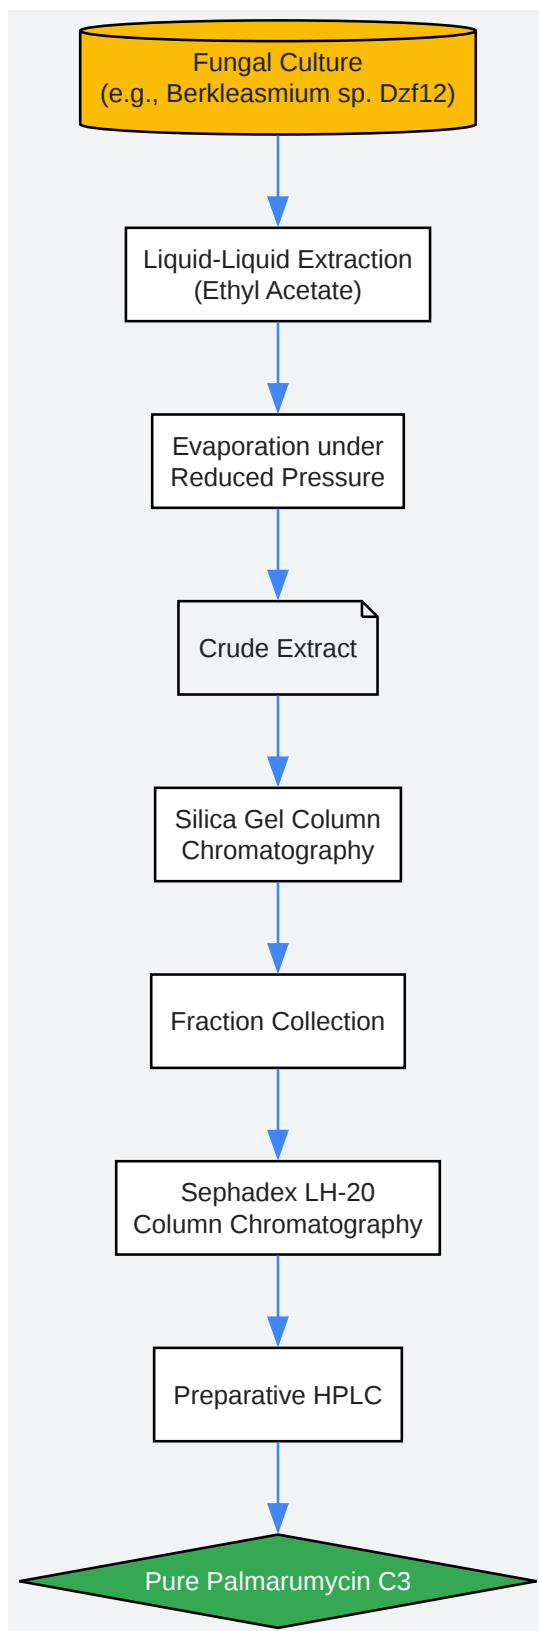 Fungal Culture
(e.g., Berkleasmium sp. Dzf12)
Liquid-Liquid Extraction
(Ethyl Acetate)
Evaporation under
Reduced Pressure
Crude Extract
Silica Gel Column
Chromatography
Fraction Collection
Sephadex LH-20
Column Chromatography
Preparative HPLC
Pure Palmarumycin C3